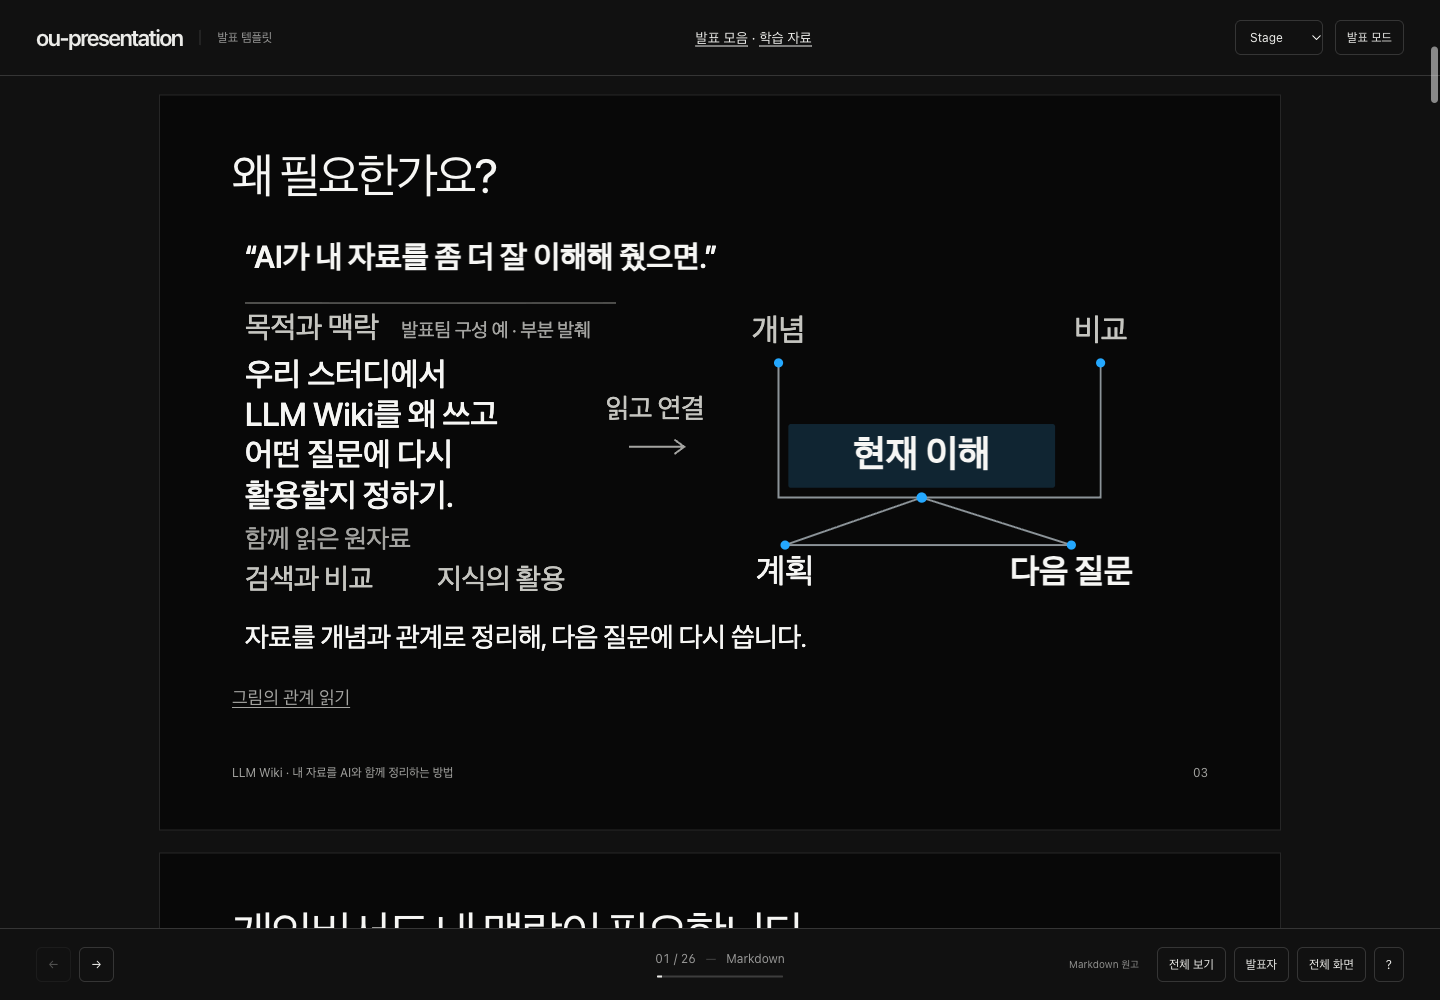 ou-presentation
발표 템플릿
발표 모음 · 학습 자료
Stage
발표 모드
왜 필요한가요?
“AI가 내 자료를 좀 더 잘 이해해 줬으면.”
목적과 맥락 발표팀 구성 예 · 부분 발췌
우리 스터디에서
LLM Wiki를 왜 쓰고
어떤 질문에 다시
활용할지 정하기.
함께 읽은 원자료
검색과 비교 지식의 활용
읽고 연결
→
개념 비교
현재 이해
계획 다음 질문
자료를 개념과 관계로 정리해, 다음 질문에 다시 씁니다.
그림의 관계 읽기
LLM Wiki · 내 자료를 AI와 함께 정리하는 방법
03
← →
01 / 26 — Markdown
Markdown 원고
전체 보기
발표자
전체 화면
?